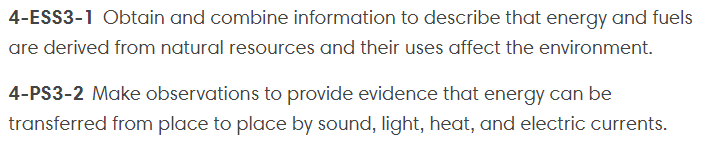 4-ESS3-1 Obtain and combine information to describe that energy and fuels
are derived from natural resources and their uses affect the environment.
4-PS3-2 Make observations to provide evidence that energy can be
transferred from place to place by sound, light, heat, and electric currents.